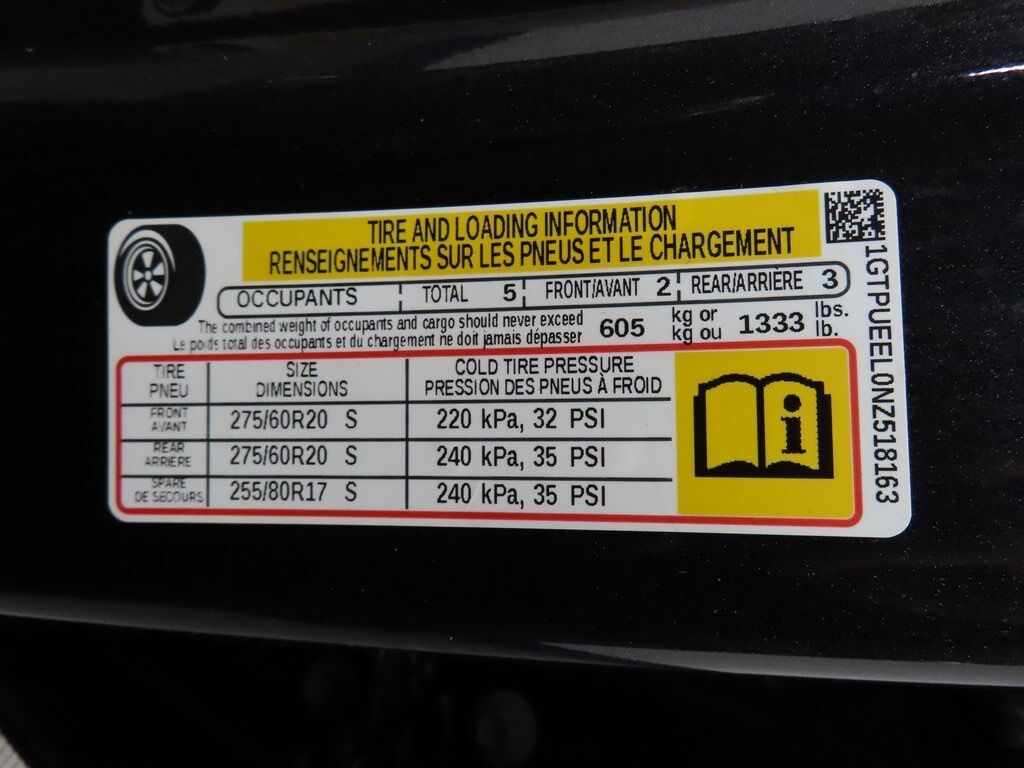 TIRE AND LOADING INFORMATION
RENSEIGNEMENTS SUR LES PNEUS ET LE CHARGEMENT
OCCUPANTS TOTAL 5 FRONT/AVANT 2 REAR/ARRIÈRE 3
The combined weight of occupants and cargo should never exceed 605 kg or 1333 lbs.
Le poids total des occupants et du chargement ne doit jamais dépasser kg ou lb.
TIRE SIZE COLD TIRE PRESSURE
PNEU DIMENSIONS PRESSION DES PNEUS À FROID
FRONT
AVANT 275/60R20 S 220 kPa, 32 PSI
REAR
ARRIERE 275/60R20 S 240 kPa, 35 PSI
SPARE
DE SECOURS 255/80R17 S 240 kPa, 35 PSI
i
1GTPUEEL0NZ518163